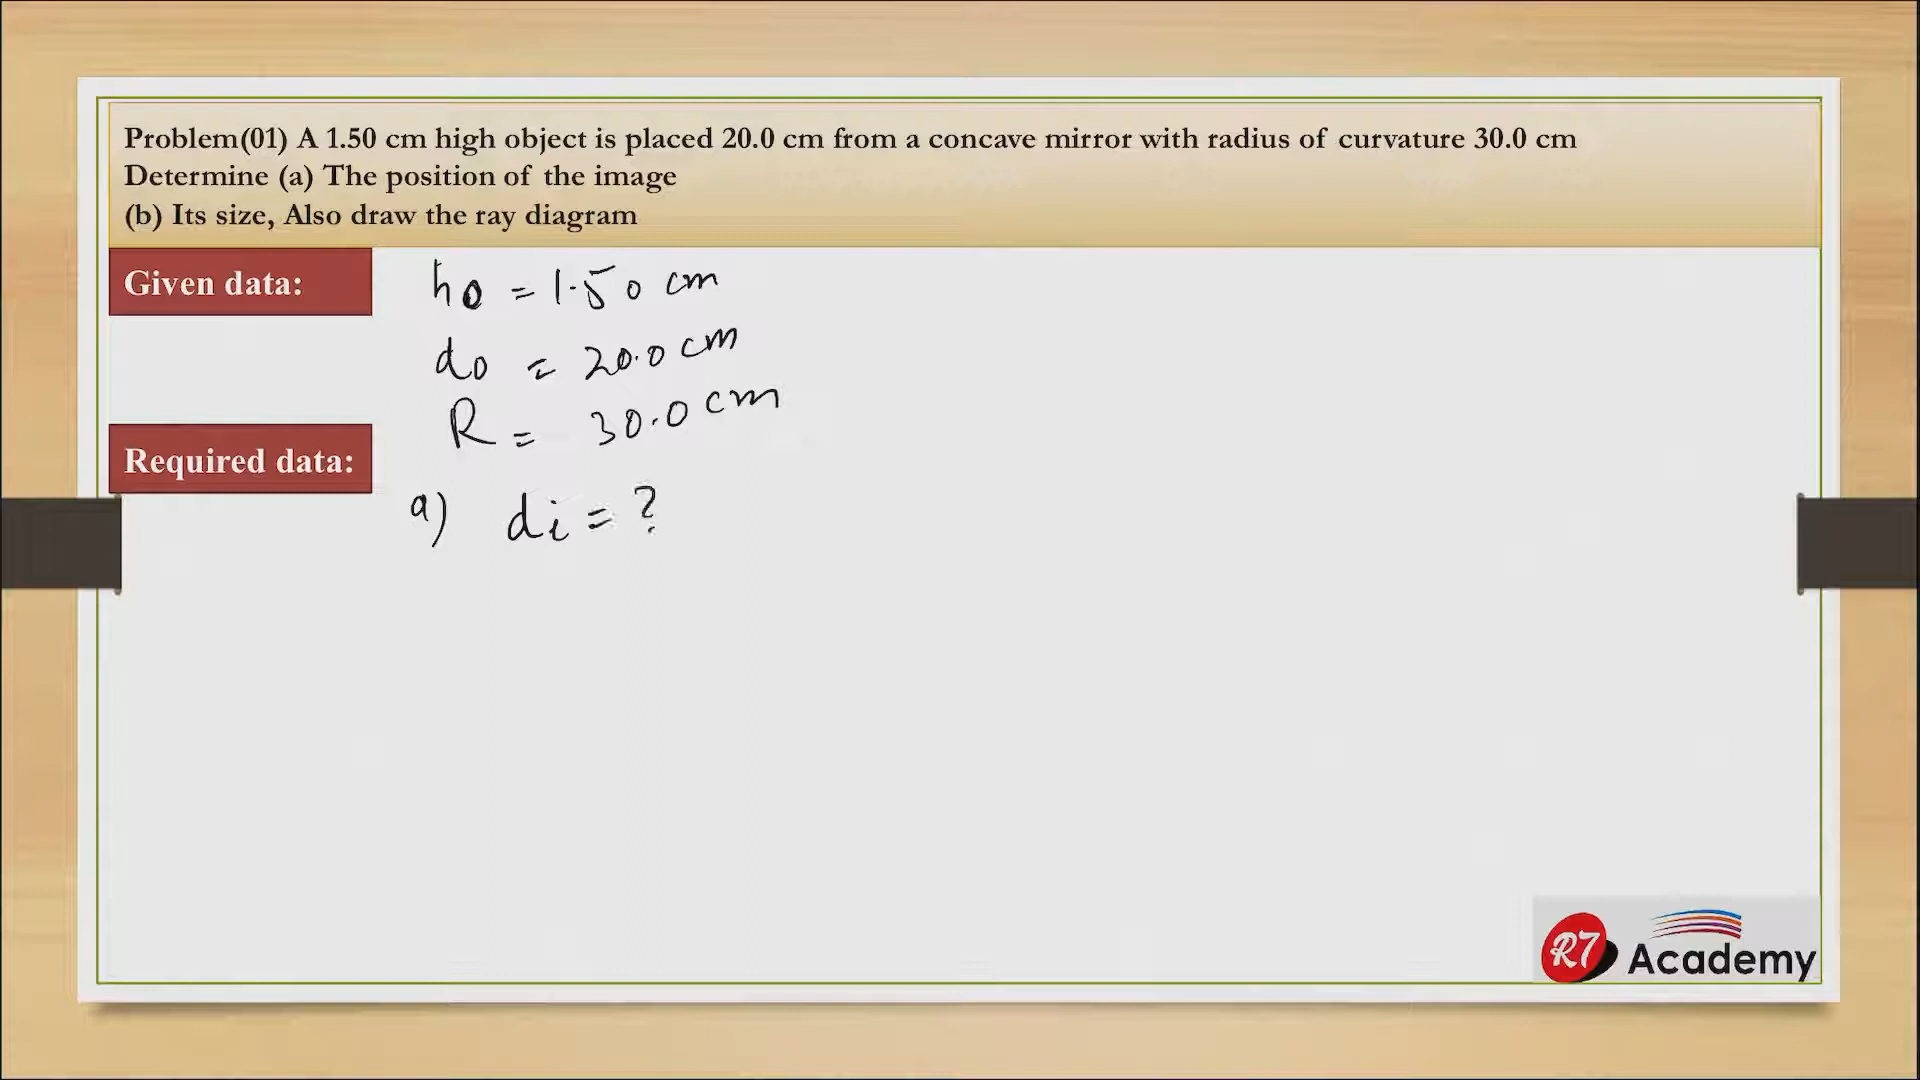 Problem(01) A 1.50 cm high object is placed 20.0 cm from a concave mirror with radius of curvature 30.0 cm
Determine (a) The position of the image
(b) Its size, Also draw the ray diagram
Given data:
ho = 1.50 cm
do = 20.0 cm
R = 30.0 cm
Required data:
a) di = ?
R7 Academy